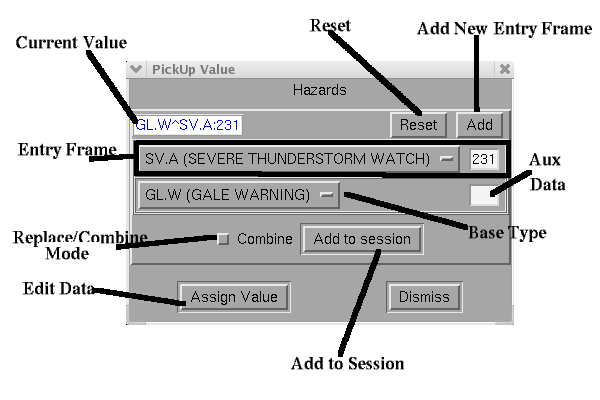 Reset
Add New Entry Frame
Current Value
PickUp Value
Hazards
GL.W^SV.A:231
Reset
Add
Entry Frame
SV.A (SEVERE THUNDERSTORM WATCH)
231
Aux
Data
GL.W (GALE WARNING)
Base Type
Replace/Combine
Mode
Combine
Add to session
Edit Data
Assign Value
Dismiss
Add to Session